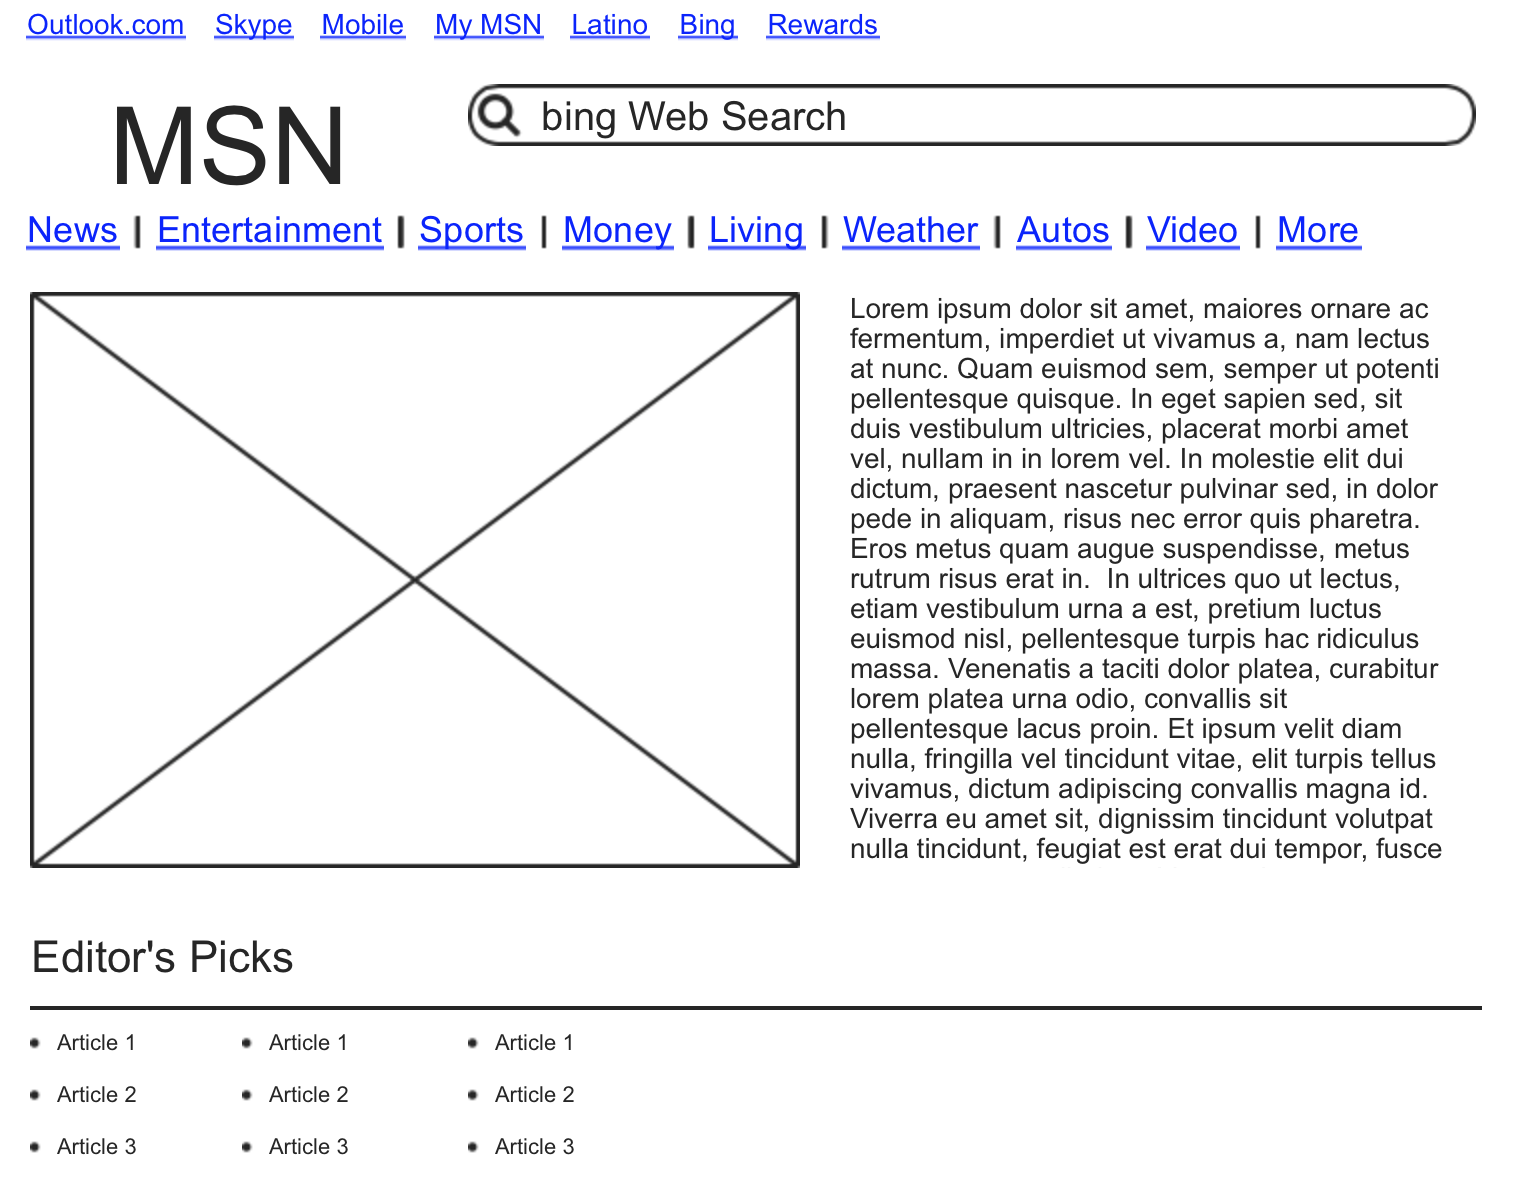 Outlook.com Skype Mobile My MSN Latino Bing Rewards
MSN
bing Web Search
News | Entertainment | Sports | Money | Living | Weather | Autos | Video | More
Lorem ipsum dolor sit amet, maiores ornare ac
fermentum, imperdiet ut vivamus a, nam lectus
at nunc. Quam euismod sem, semper ut potenti
pellentesque quisque. In eget sapien sed, sit
duis vestibulum ultricies, placerat morbi amet
vel, nullam in in lorem vel. In molestie elit dui
dictum, praesent nascetur pulvinar sed, in dolor
pede in aliquam, risus nec error quis pharetra.
Eros metus quam augue suspendisse, metus
rutrum risus erat in.  In ultrices quo ut lectus,
etiam vestibulum urna a est, pretium luctus
euismod nisl, pellentesque turpis hac ridiculus
massa. Venenatis a taciti dolor platea, curabitur
lorem platea urna odio, convallis sit
pellentesque lacus proin. Et ipsum velit diam
nulla, fringilla vel tincidunt vitae, elit turpis tellus
vivamus, dictum adipiscing convallis magna id.
Viverra eu amet sit, dignissim tincidunt volutpat
nulla tincidunt, feugiat est erat dui tempor, fusce
Editor's Picks
• Article 1 • Article 1 • Article 1
• Article 2 • Article 2 • Article 2
• Article 3 • Article 3 • Article 3